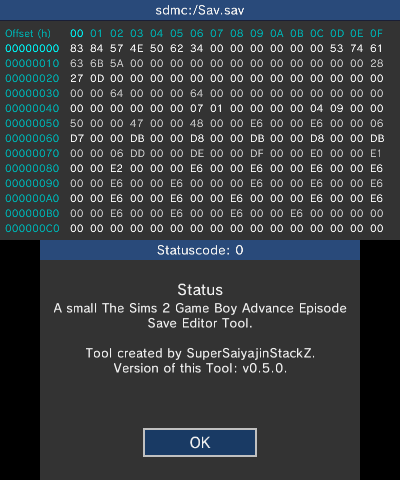 sdmc:/Sav.sav
Offset (h) 00 01 02 03 04 05 06 07 08 09 0A 0B 0C 0D 0E 0F
00000000 83 84 57 4E 50 62 34 00 00 00 00 00 00 53 74 61
00000010 63 6B 5A 00 00 00 00 00 00 00 00 00 00 00 00 28
00000020 27 0D 00 00 00 00 00 00 00 00 00 00 00 00 00 00
00000030 00 00 64 00 00 00 64 00 00 00 00 00 00 00 00 00
00000040 00 00 00 00 00 00 07 01 00 00 00 00 04 09 00 00
00000050 50 00 00 47 00 00 48 00 00 E6 00 00 E6 00 00 06
00000060 D7 00 00 DB 00 00 D8 00 00 DB 00 00 D8 00 00 DB
00000070 00 00 06 DD 00 00 DE 00 00 DF 00 00 E0 00 00 E1
00000080 00 00 E2 00 00 00 E6 00 00 E6 00 00 E6 00 00 E6
00000090 00 00 E6 00 00 E6 00 00 E6 00 00 E6 00 00 E6 00
000000A0 00 E6 00 00 E6 00 00 E6 00 00 E6 00 00 E6 00 00
000000B0 00 00 E6 00 00 E6 00 00 E6 00 00 E6 00 00 00 00
000000C0 00 00 00 00 00 00 00 00 00 00 00 00 00 00 00 00
Statuscode: 0
Status
A small The Sims 2 Game Boy Advance Episode
Save Editor Tool.
Tool created by SuperSaiyajinStackZ.
Version of this Tool: v0.5.0.
OK